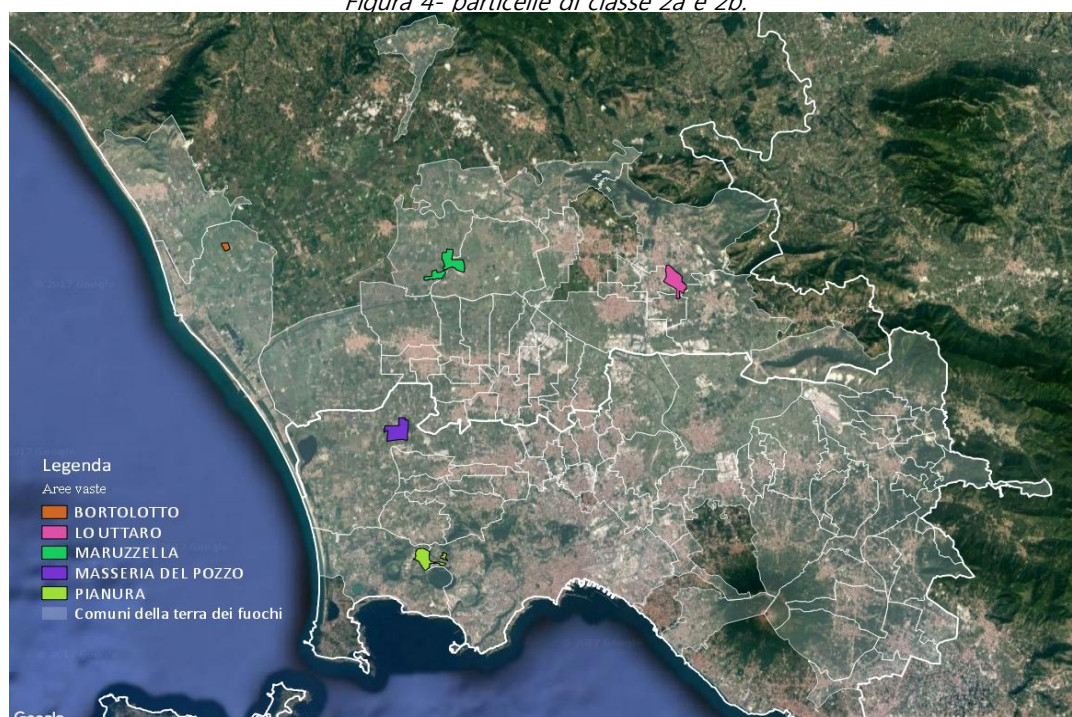 Figura 4- particelle di classe 2a e 2b.
Legenda
Aree vaste
BORTOLOTTO
LO UTTARO
MARUZZELLA
MASSERIA DEL POZZO
PIANURA
Comuni della terra dei fuochi
Google